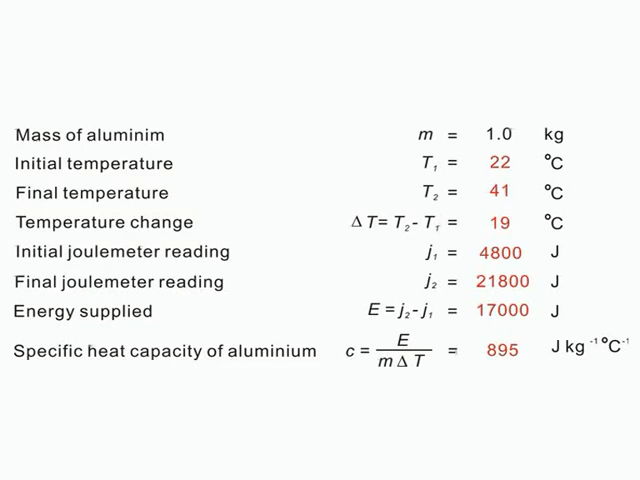 Mass of aluminim m = 1.0 kg
Initial temperature T₁ = 22 °C
Final temperature T₂ = 41 °C
Temperature change Δ T = T₂ - T₁ = 19 °C
Initial joulemeter reading j₁ = 4800 J
Final joulemeter reading j₂ = 21800 J
Energy supplied E = j₂ - j₁ = 17000 J
Specific heat capacity of aluminium c = E / m Δ T = 895 J kg⁻¹ °C⁻¹